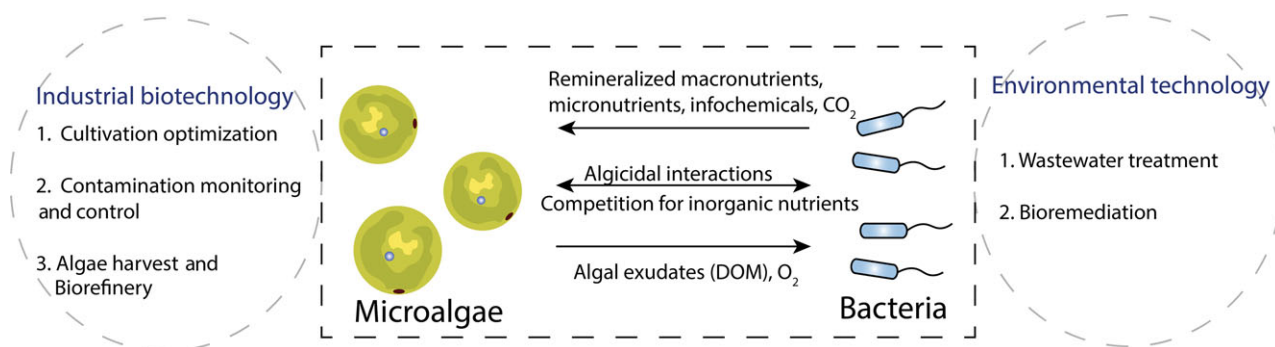 Industrial biotechnology
1. Cultivation optimization
2. Contamination monitoring
and control
3. Algae harvest and
Biorefinery
Remineralized macronutrients,
micronutrients, infochemicals, CO₂
Algicidal interactions
Competition for inorganic nutrients
Algal exudates (DOM), O₂
Microalgae
Bacteria
Environmental technology
1. Wastewater treatment
2. Bioremediation